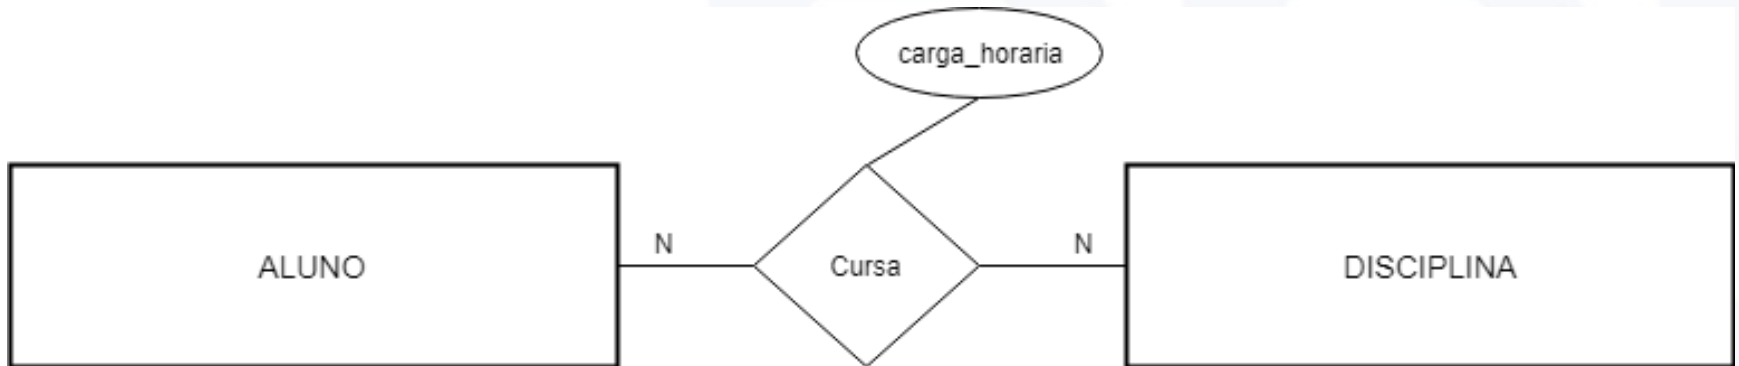 carga_horaria
ALUNO
N
Cursa
N
DISCIPLINA